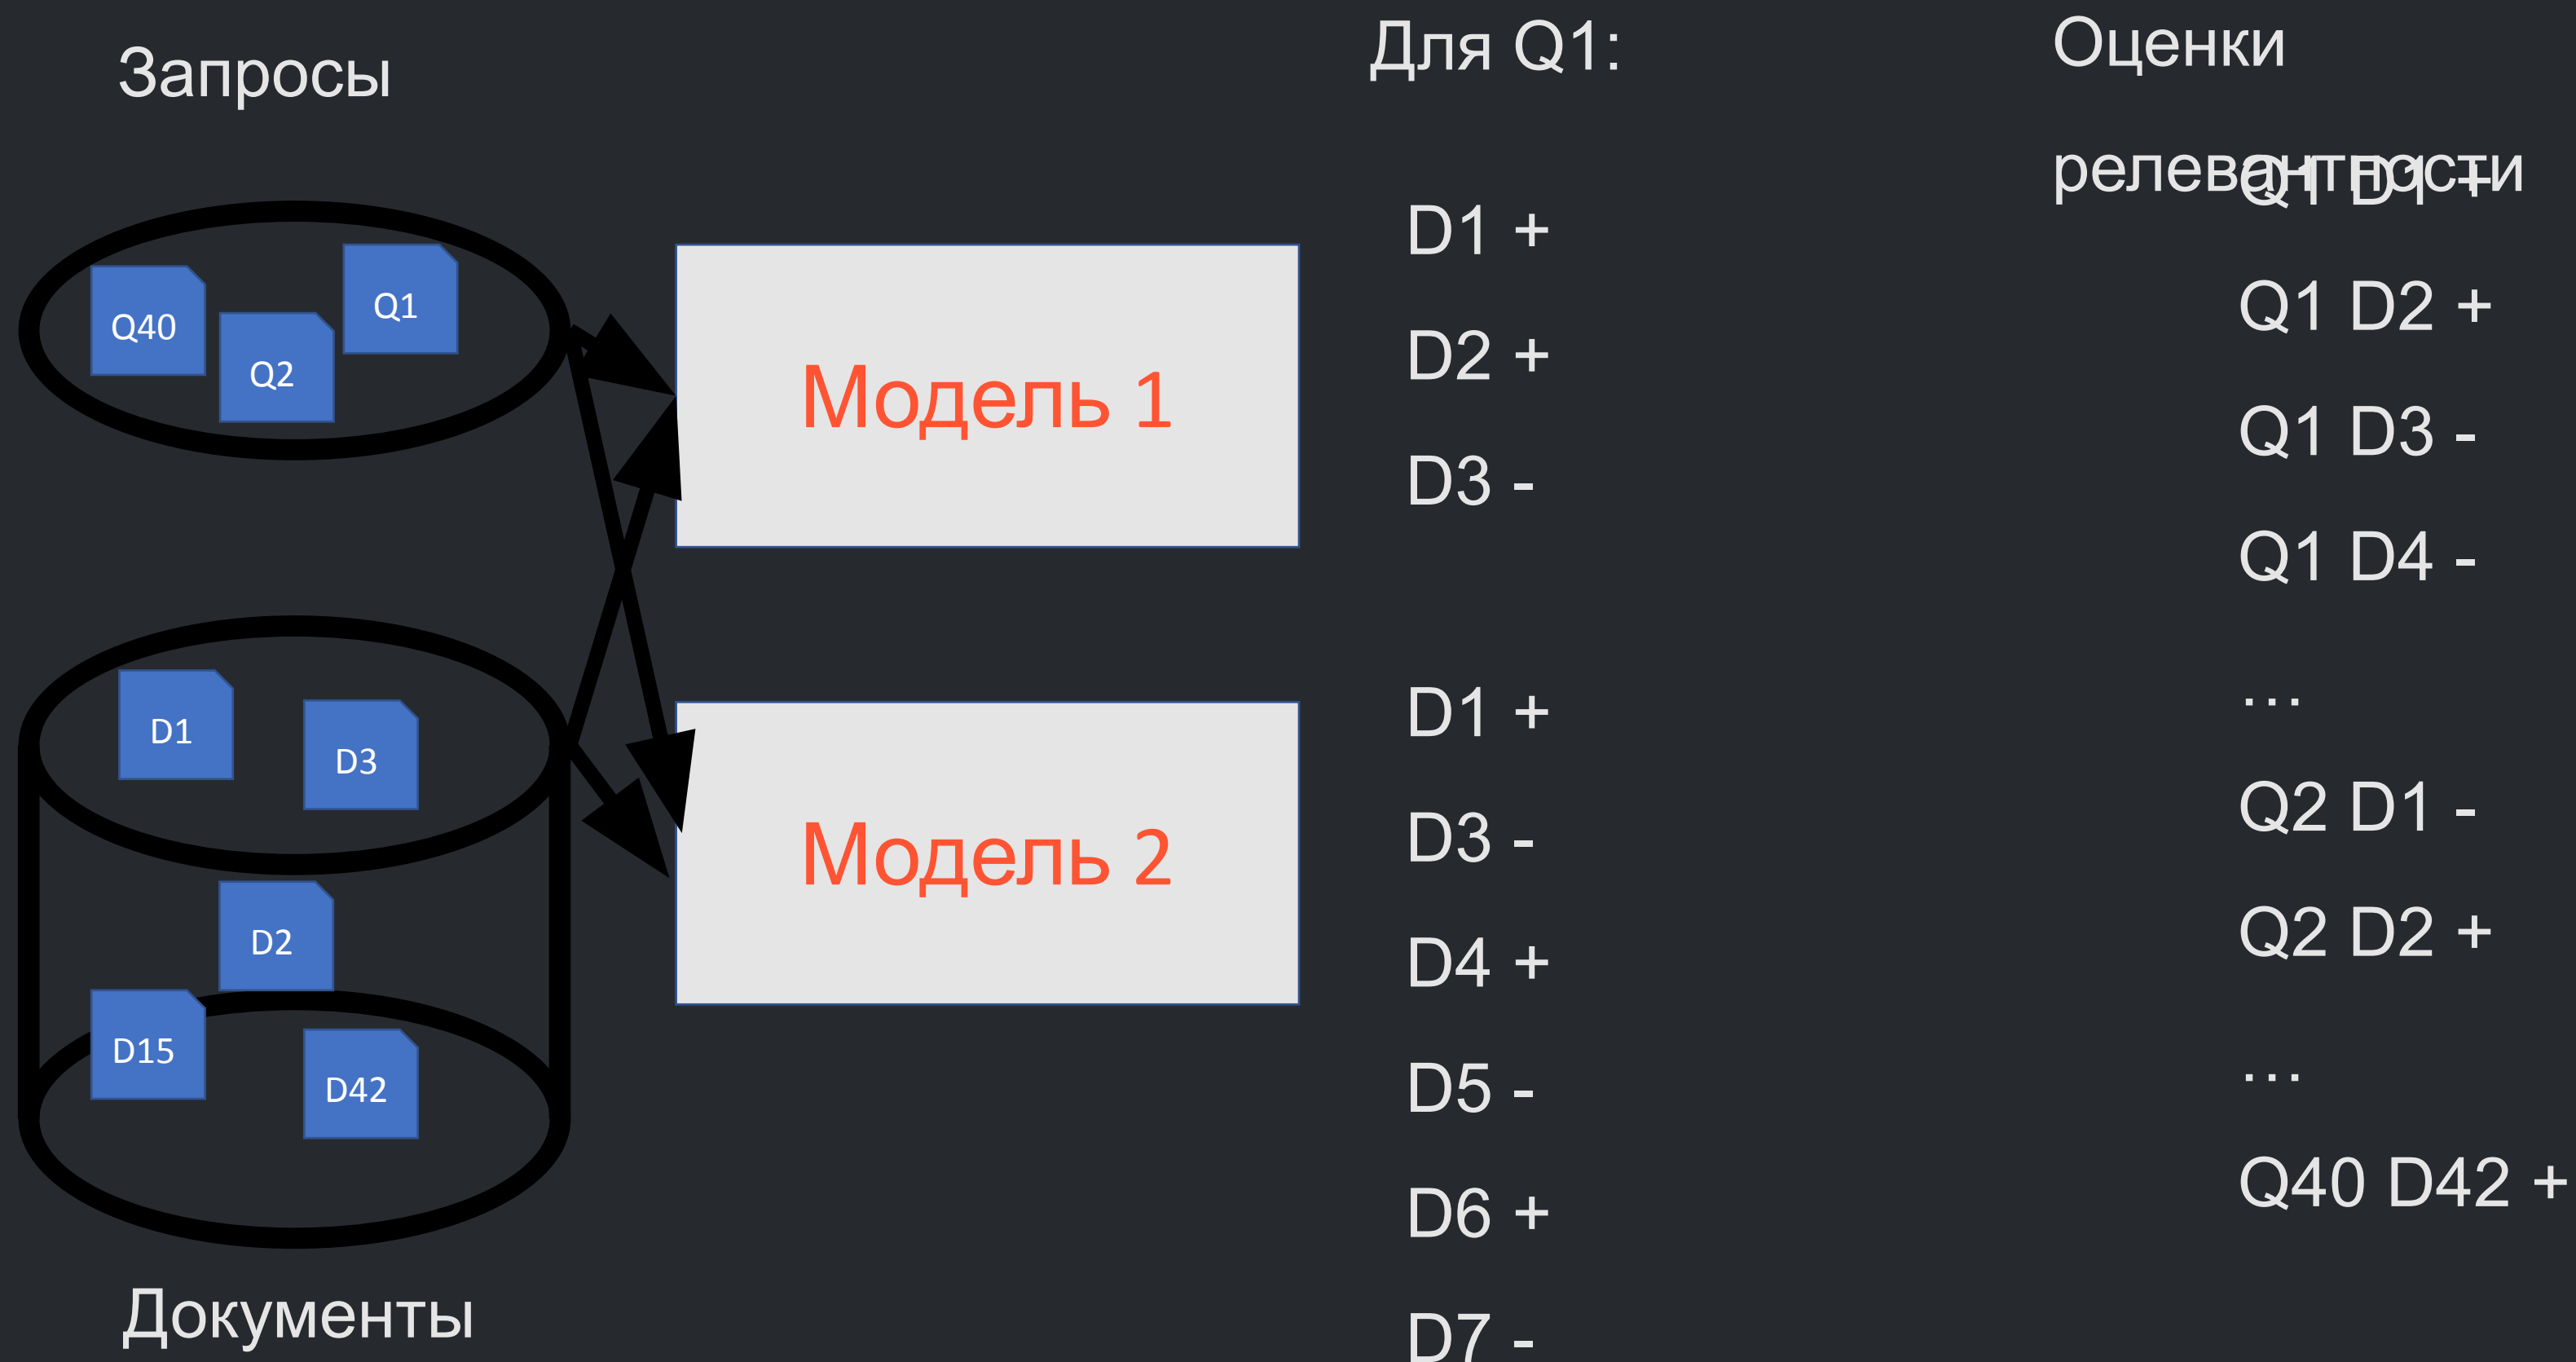 Запросы
Q40
Q2
Q1
D1
D3
D2
D15
D42
Документы
Модель 1
Модель 2
Для Q1:
D1 +
D2 +
D3 -
D1 +
D3 -
D4 +
D5 -
D6 +
D7 -
Оценки
релевантности
Q1 D1 +
Q1 D2 +
Q1 D3 -
Q1 D4 -
…
Q2 D1 -
Q2 D2 +
…
Q40 D42 +